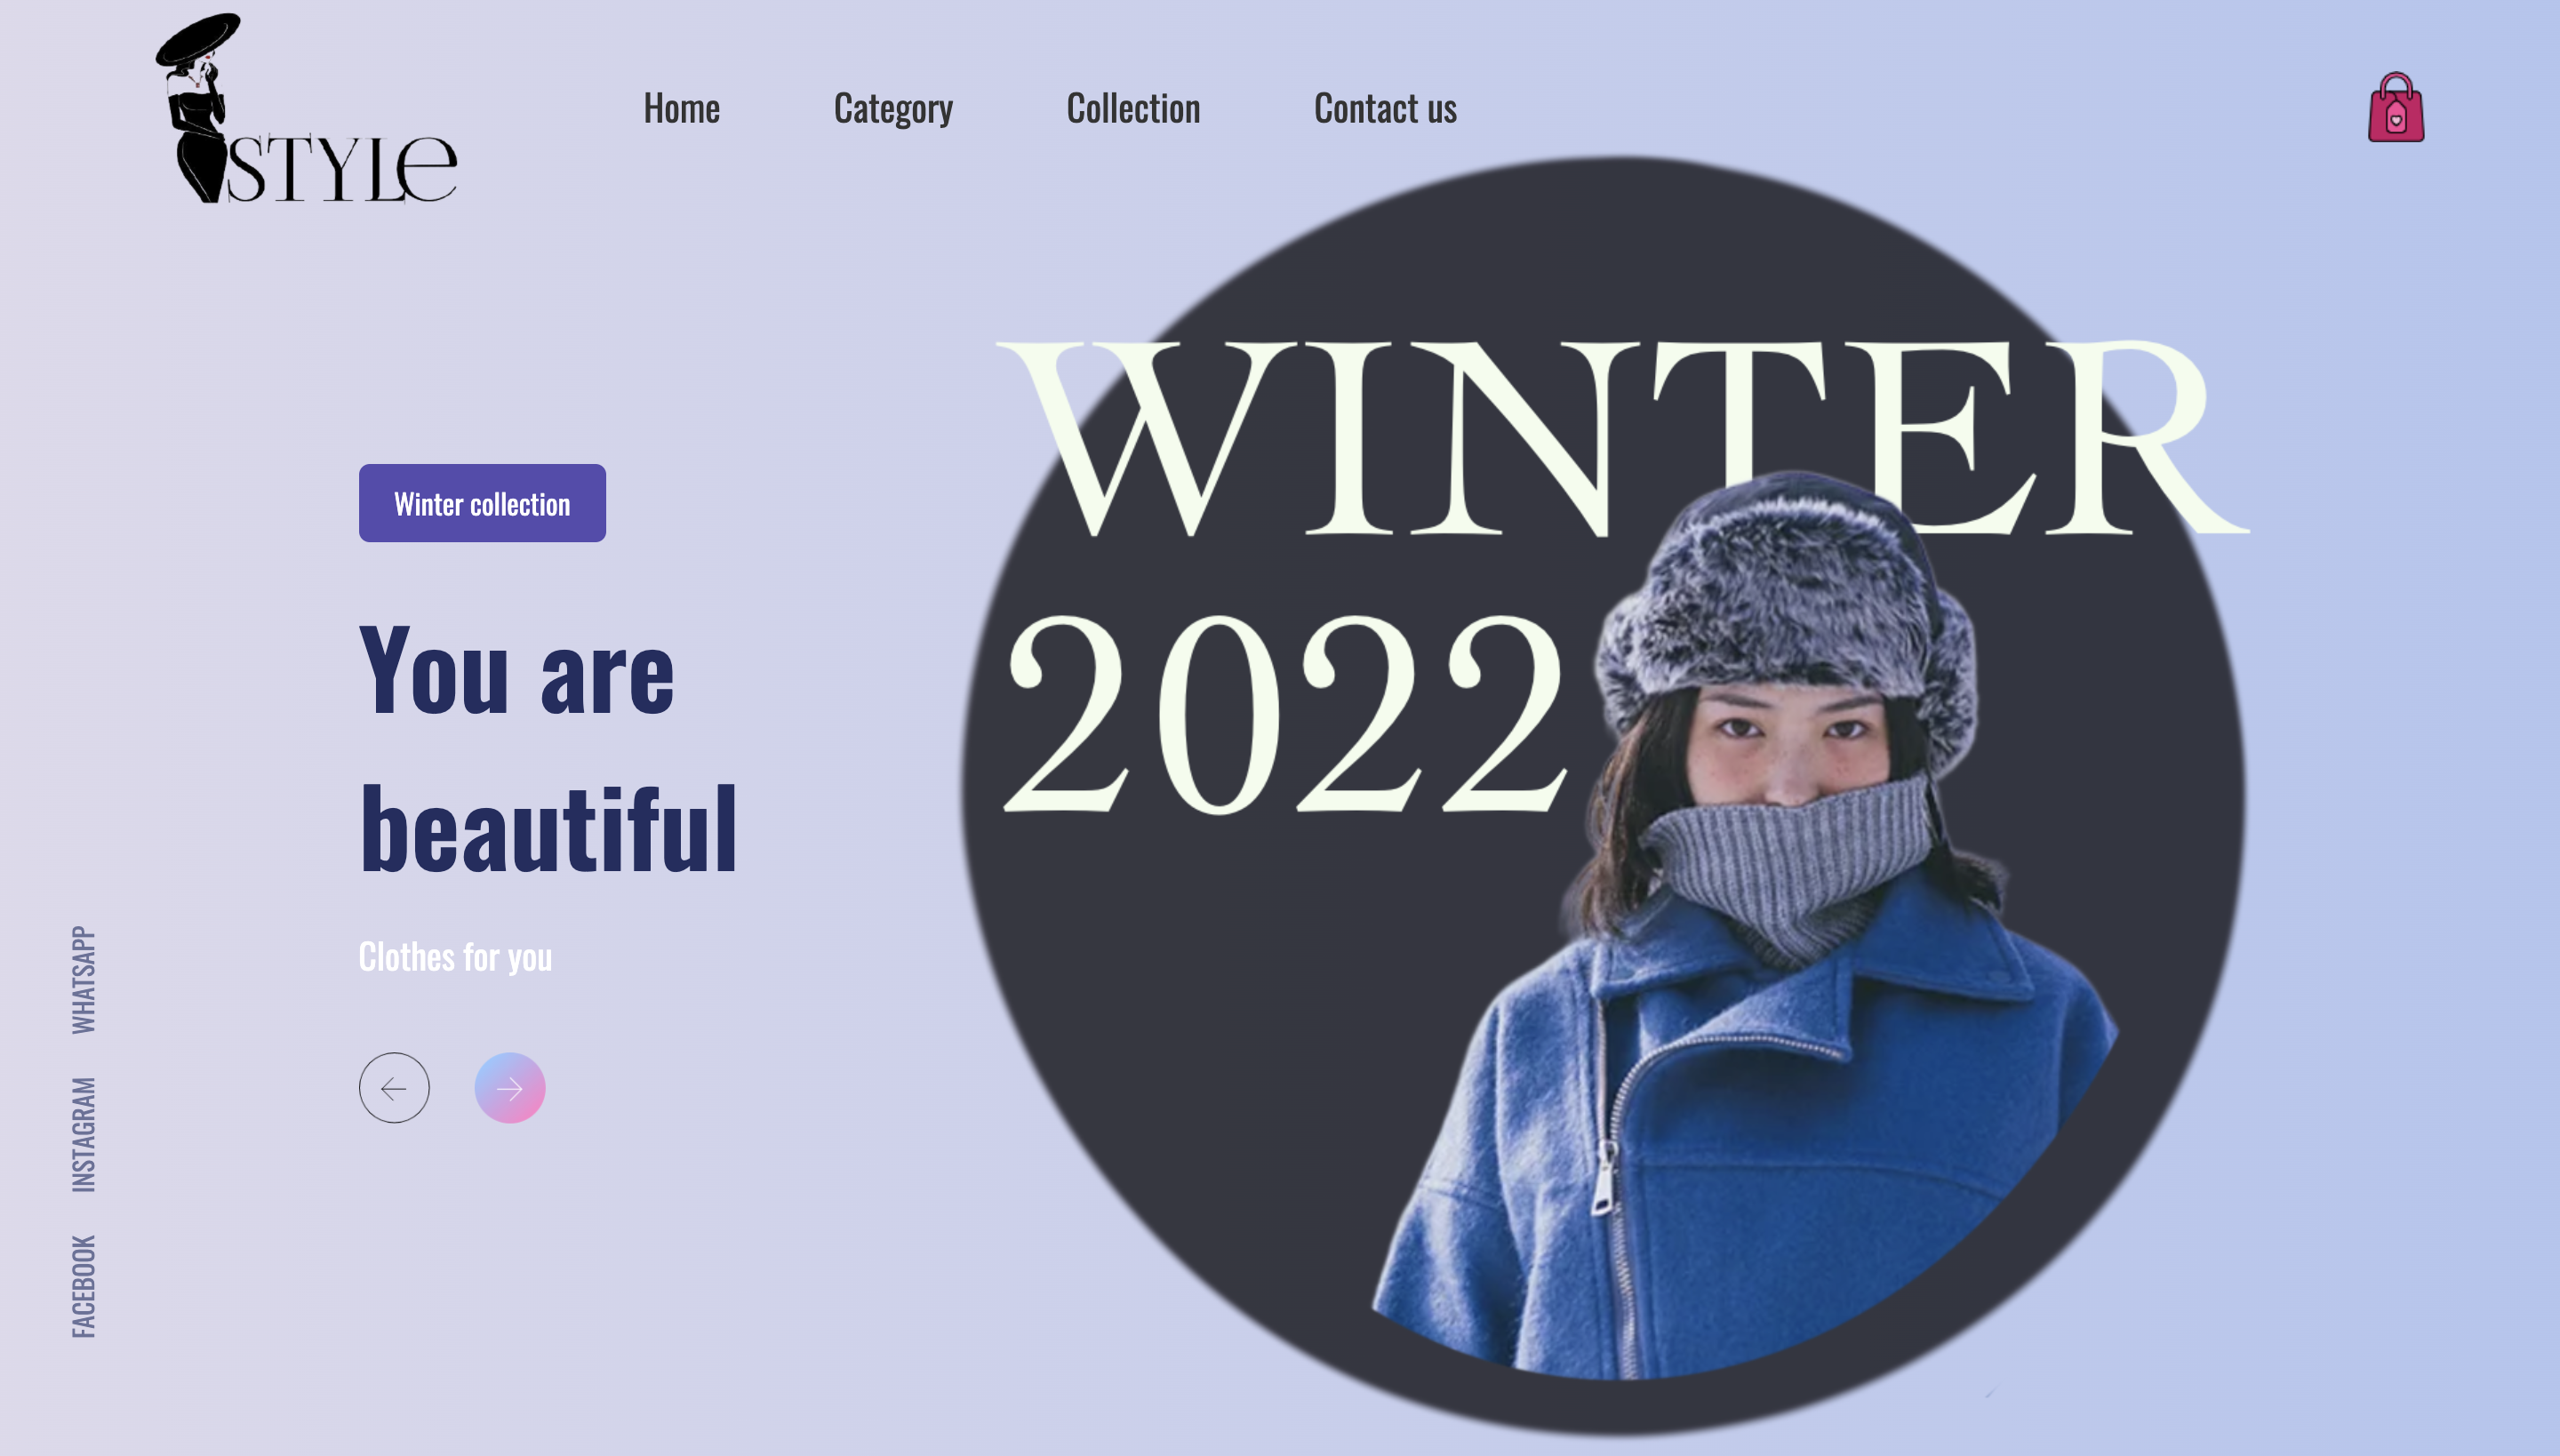 STYLe
Home
Category
Collection
Contact us
WINTER
2022
Winter collection
You are
beautiful
Clothes for you
WHATSAPP
INSTAGRAM
FACEBOOK